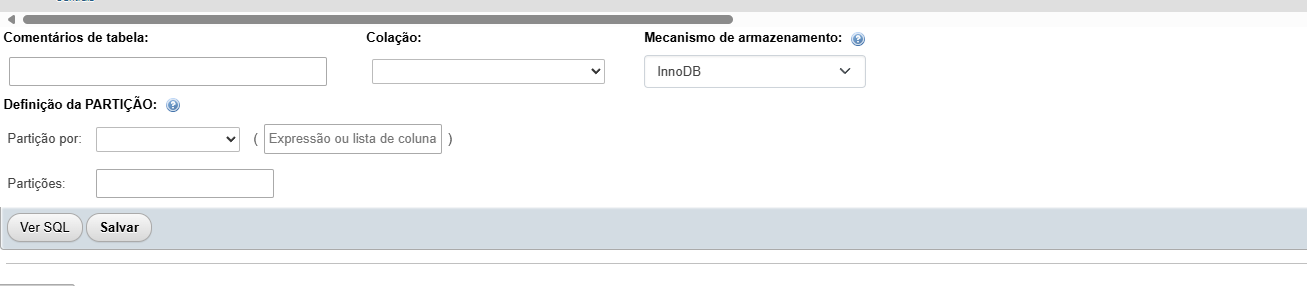 Comentários de tabela: Colação: Mecanismo de armazenamento:
InnoDB
Definição da PARTIÇÃO:
Partição por: ( Expressão ou lista de coluna )
Partições:
Ver SQL Salvar